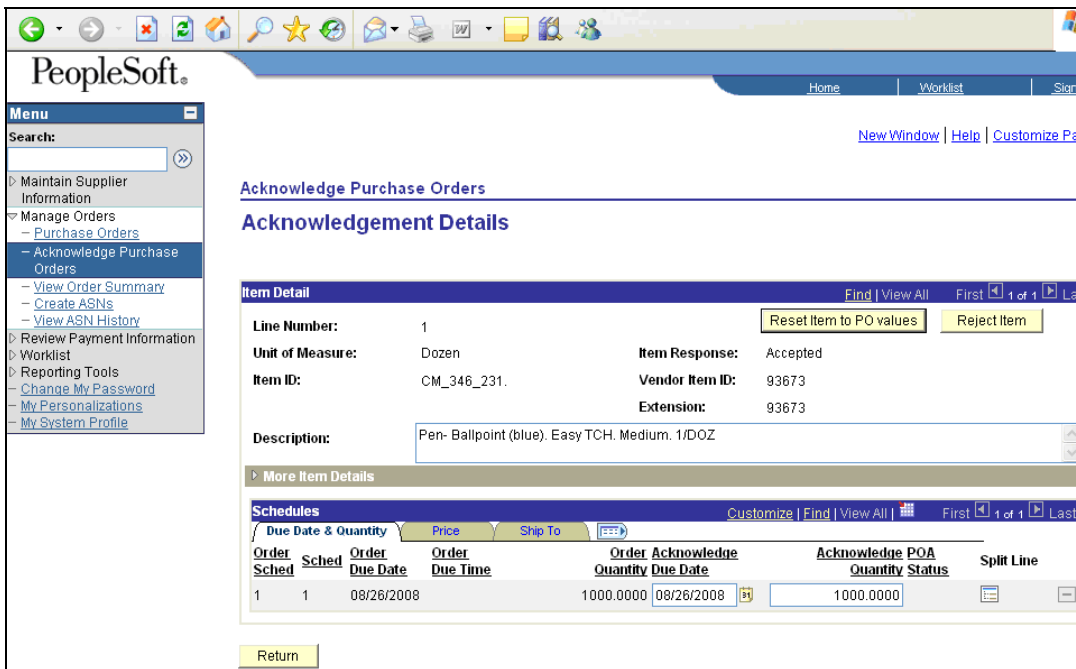 PeopleSoft.
Home Worklist Sign
Menu
Search:
New Window | Help | Customize Pa
Maintain Supplier
Information
Manage Orders
Purchase Orders
Acknowledge Purchase
Orders
View Order Summary
Create ASNs
View ASN History
Review Payment Information
Worklist
Reporting Tools
Change My Password
My Personalizations
My System Profile
Acknowledge Purchase Orders
Acknowledgement Details
Item Detail Find | View All First 1 of 1 La
Line Number: 1 Reset Item to PO values Reject Item
Unit of Measure: Dozen Item Response: Accepted
Item ID: CM_346_231. Vendor Item ID: 93673
Extension: 93673
Description: Pen- Ballpoint (blue). Easy TCH. Medium. 1/DOZ
More Item Details
Schedules Customize | Find | View All | First 1 of 1 Last
Due Date & Quantity Price Ship To
Order Order Order Order Acknowledge Acknowledge POA
Sched Sched Due Date Due Time Quantity Due Date Quantity Status Split Line
1 1 08/26/2008 1000.0000 08/26/2008 31 1000.0000
Return